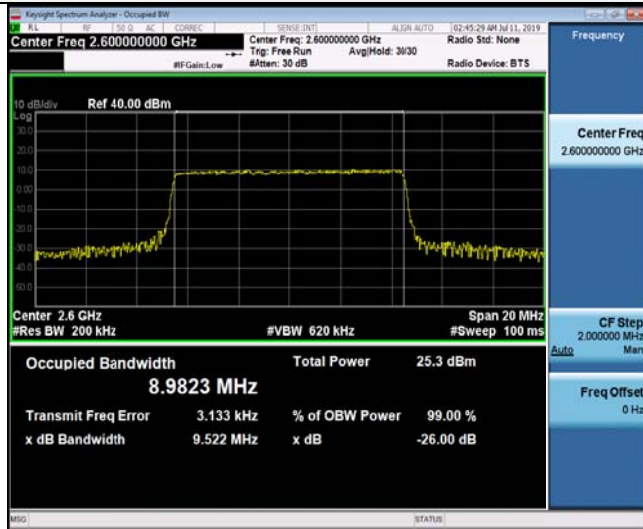 Keysight Spectrum Analyzer - Occupied BW
RL RF 50 Ω AC CORREC SENSE:INT ALIGN AUTO 02:45:29 AM Jul 11, 2019
Center Freq 2.600000000 GHz Center Freq: 2.600000000 GHz Radio Std: None Frequency
Trig: Free Run Avg|Hold: 30/30
#IFGain:Low #Atten: 30 dB Radio Device: BTS
10 dB/div Ref 40.00 dBm
Log
30.0
20.0
10.0
0.00
-10.0
-20.0
-30.0
-40.0
-50.0
Center Freq
2.600000000 GHz
Center 2.6 GHz Span 20 MHz
#Res BW 200 kHz #VBW 620 kHz #Sweep 100 ms
CF Step
2.000000 MHz
Auto Man
Occupied Bandwidth Total Power 25.3 dBm
8.9823 MHz
Transmit Freq Error 3.133 kHz % of OBW Power 99.00 %
x dB Bandwidth 9.522 MHz x dB -26.00 dB
Freq Offset
0 Hz
MSG STATUS